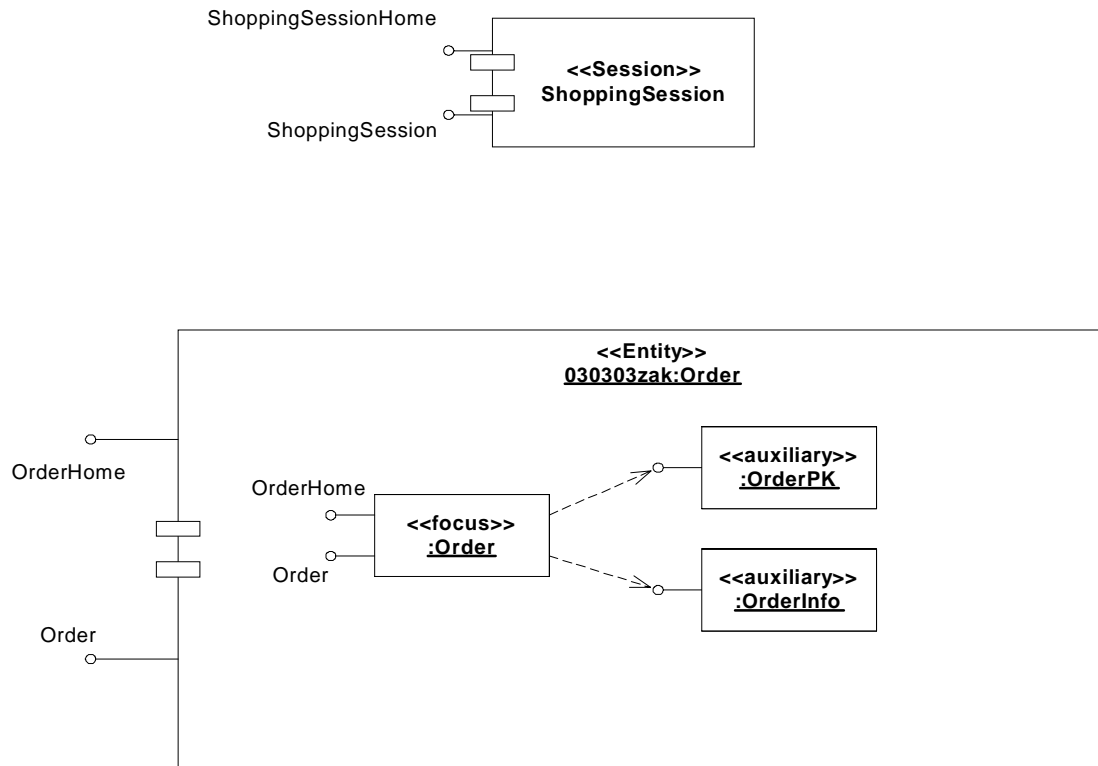 ShoppingSessionHome
<<Session>>
ShoppingSession
ShoppingSession
<<Entity>>
030303zak:Order
OrderHome
OrderHome
<<focus>>
:Order
Order
<<auxiliary>>
:OrderPK
<<auxiliary>>
:OrderInfo
Order